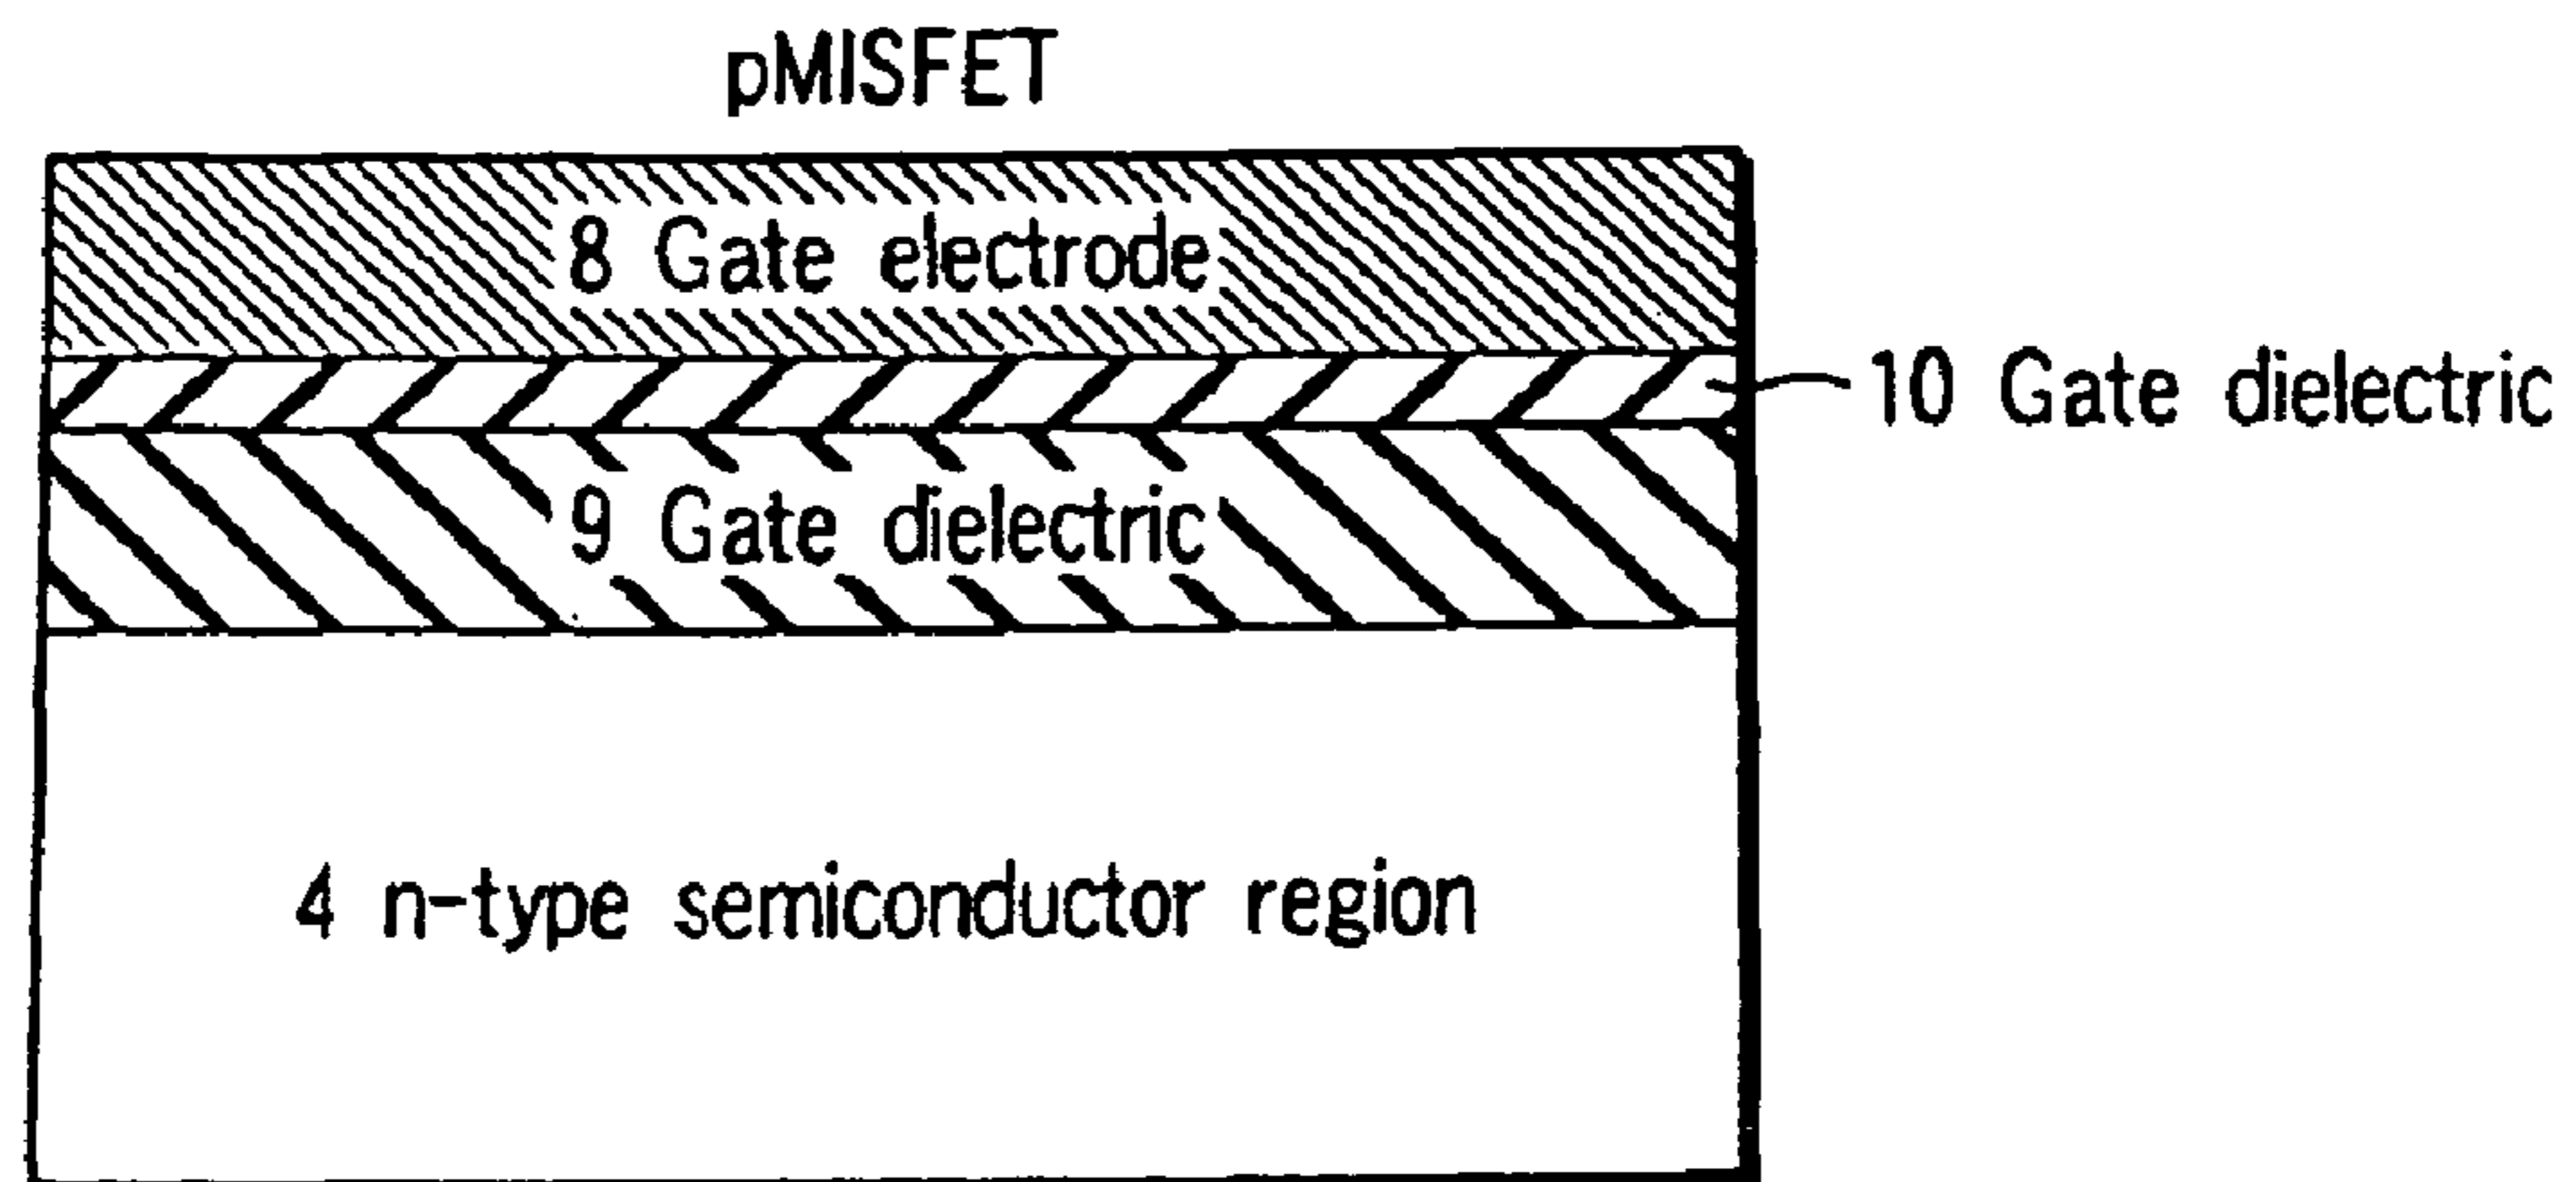 pMISFET
8 Gate electrode
10 Gate dielectric
9 Gate dielectric
4 n-type semiconductor region